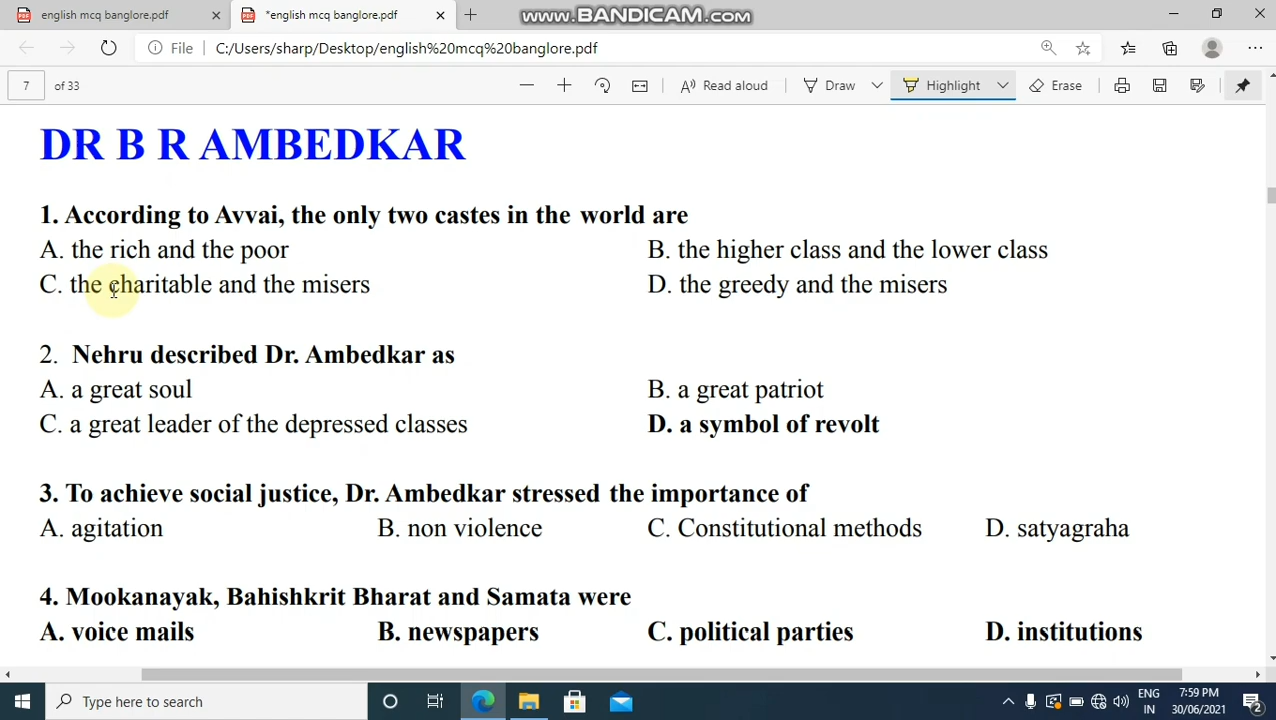 english mcq banglore.pdf
*english mcq banglore.pdf
www.BANDICAM.com
File
C:/Users/sharp/Desktop/english%20mcq%20banglore.pdf
7 of 33
Read aloud
Draw
Highlight
Erase
DR B R AMBEDKAR
1. According to Avvai, the only two castes in the world are
A. the rich and the poor B. the higher class and the lower class
C. the charitable and the misers D. the greedy and the misers
2. Nehru described Dr. Ambedkar as
A. a great soul B. a great patriot
C. a great leader of the depressed classes D. a symbol of revolt
3. To achieve social justice, Dr. Ambedkar stressed the importance of
A. agitation B. non violence C. Constitutional methods D. satyagraha
4. Mookanayak, Bahishkrit Bharat and Samata were
A. voice mails B. newspapers C. political parties D. institutions
Type here to search
ENG
IN
7:59 PM
30/06/2021
2